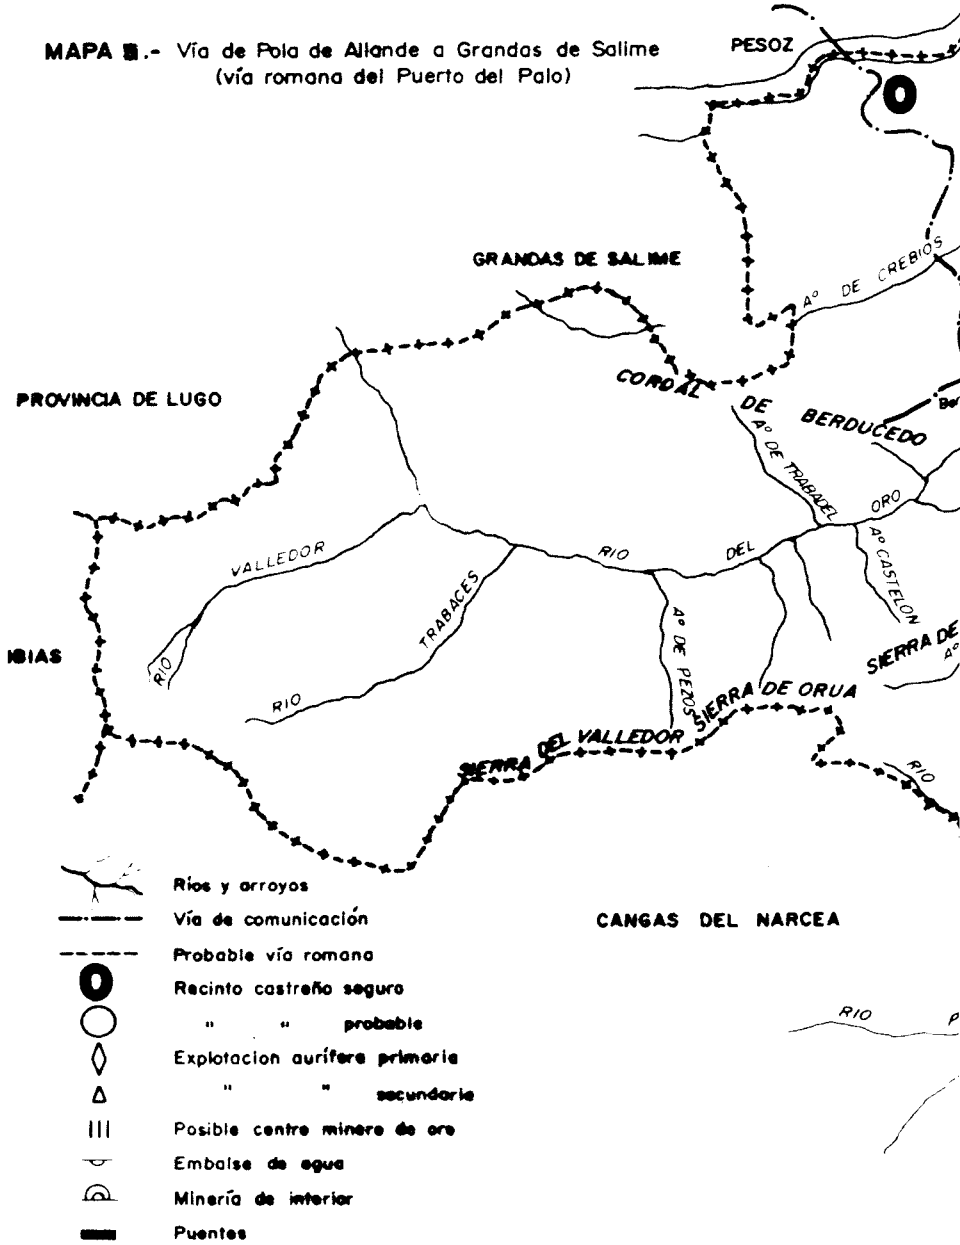 MAPA 5.- Vía de Pola de Allande a Grandas de Salime
(vía romana del Puerto del Palo)
PESOZ
GRANDAS DE SALIME
Aº DE CREBIOS
PROVINCIA DE LUGO
CORDAL DE BERDUCEDO
Ber
Aº DE TRABADEL
RIO DEL ORO
RIO VALLEDOR
RIO TRABACES
Aº DE PEZOS
Aº CASTELON
IBIAS
SIERRA DE
Aº
SIERRA DE ORUA
SIERRA DEL VALLEDOR
RIO
Ríos y arroyos
Vía de comunicación
CANGAS DEL NARCEA
Probable vía romana
Recinto castreño seguro
" " probable
RIO P
Explotacion aurífera primaria
" " secundaria
Posible centro minero de oro
Embalse de agua
Minería de interior
Puentes